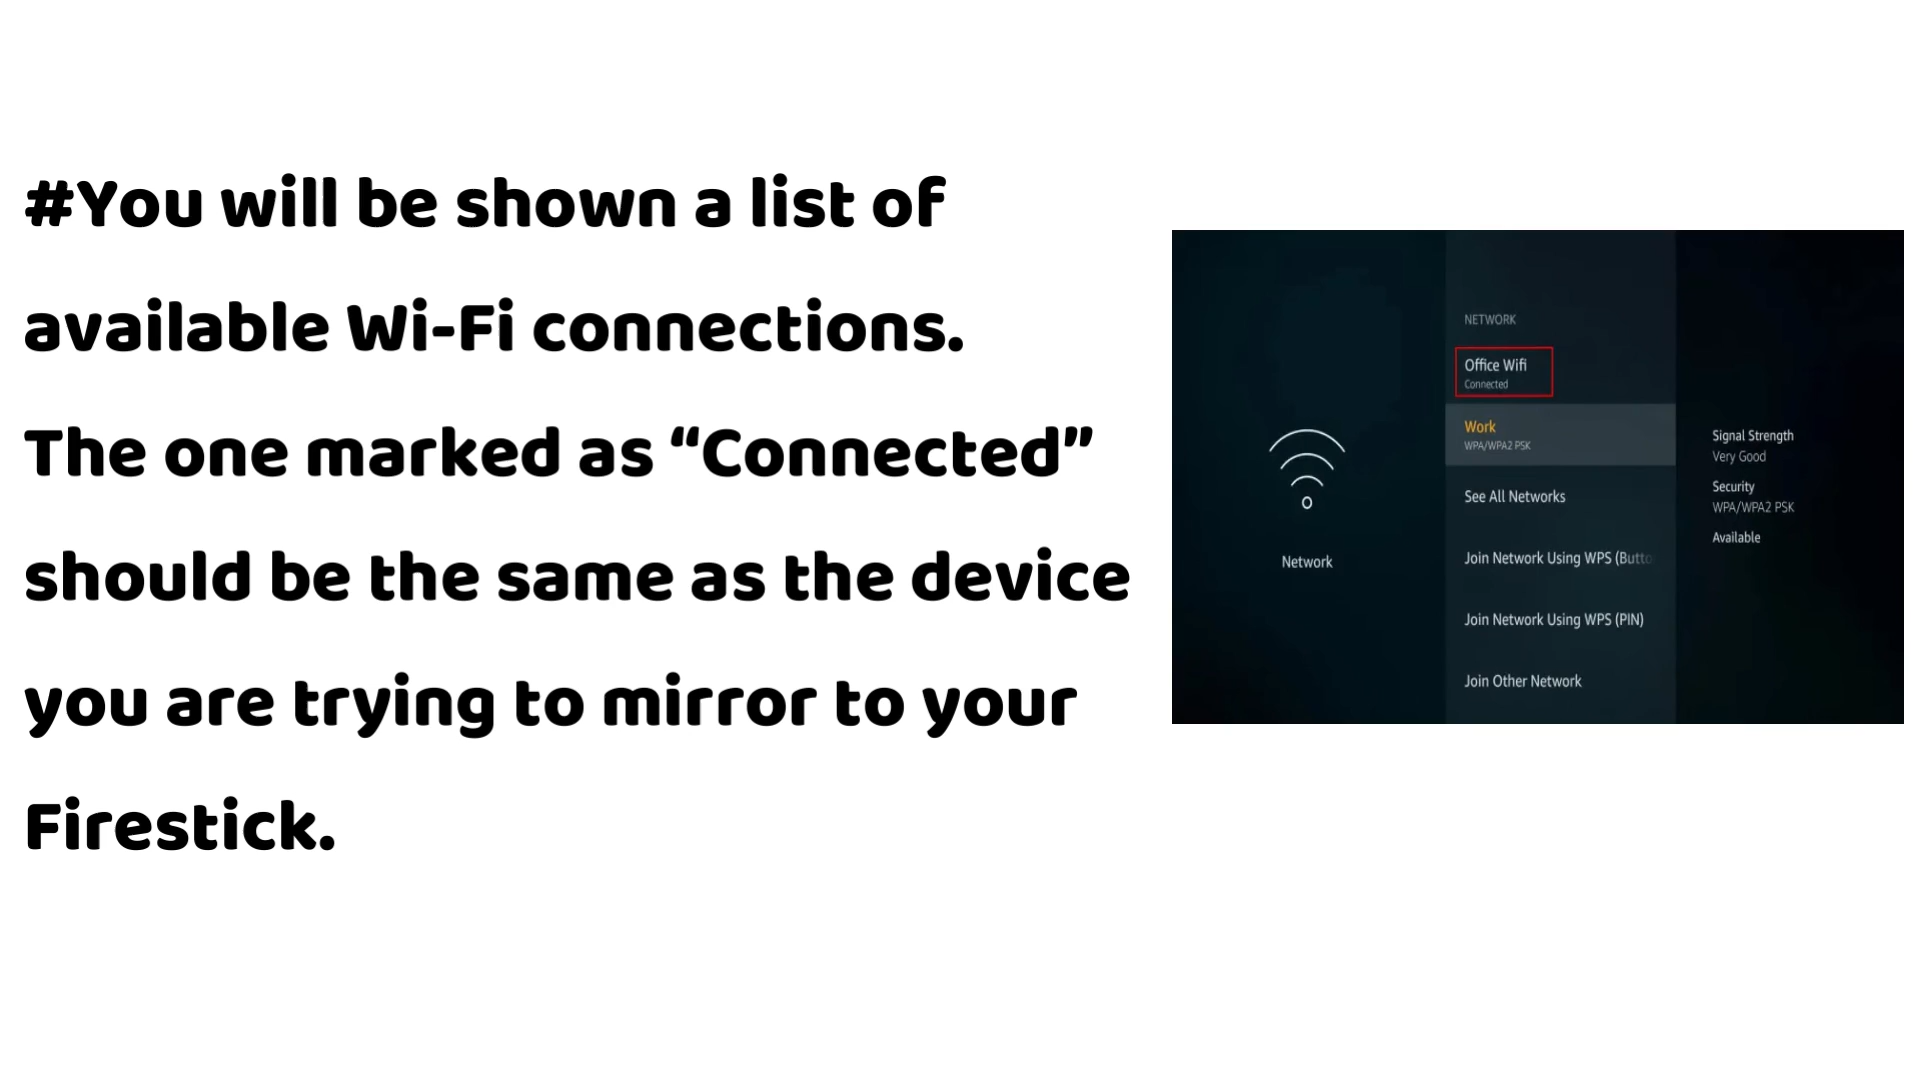 #You will be shown a list of
available Wi-Fi connections.
The one marked as “Connected”
should be the same as the device
you are trying to mirror to your
Firestick.
Network
NETWORK
Office Wifi
Connected
Work
WPA/WPA2 PSK
See All Networks
Join Network Using WPS (Butto
Join Network Using WPS (PIN)
Join Other Network
Signal Strength
Very Good
Security
WPA/WPA2 PSK
Available